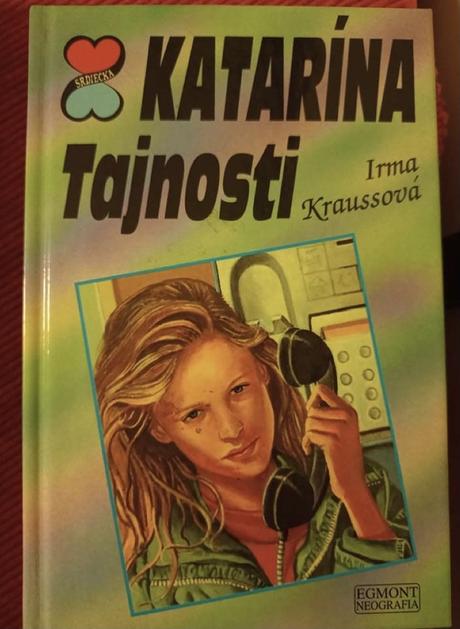 SRDIEČKA
KATARÍNA
Tajnosti
Irma
Kraussová
EGMONT
NEOGRAFIA